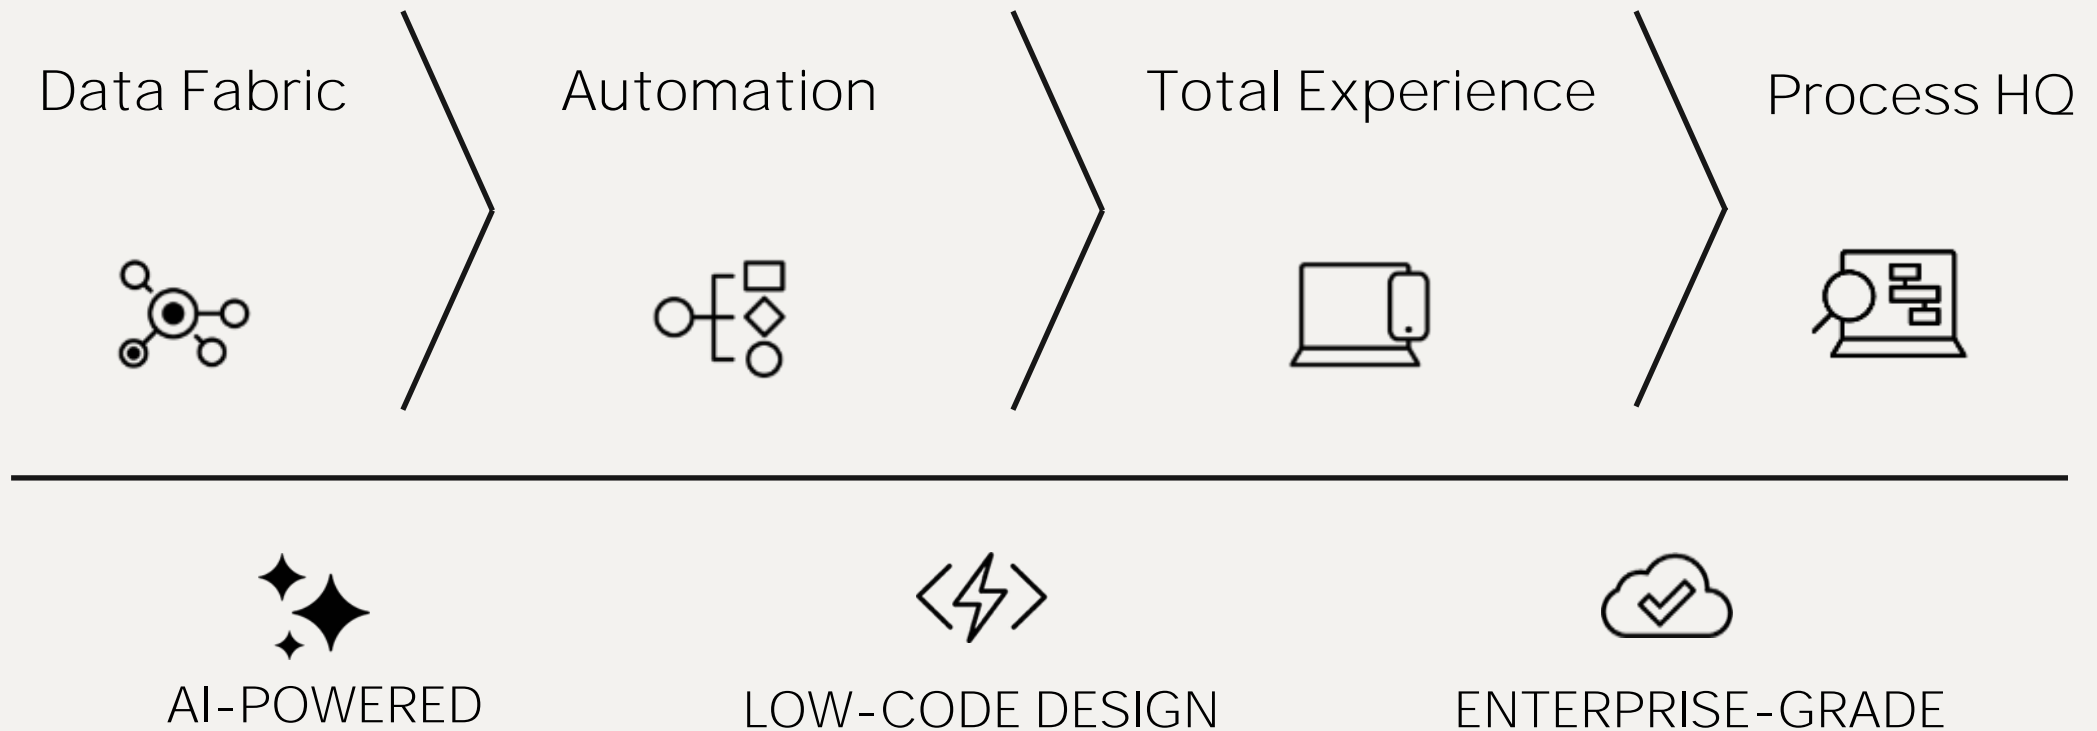 Data Fabric
Automation
Total Experience
Process HQ
AI-POWERED
LOW-CODE DESIGN
ENTERPRISE-GRADE